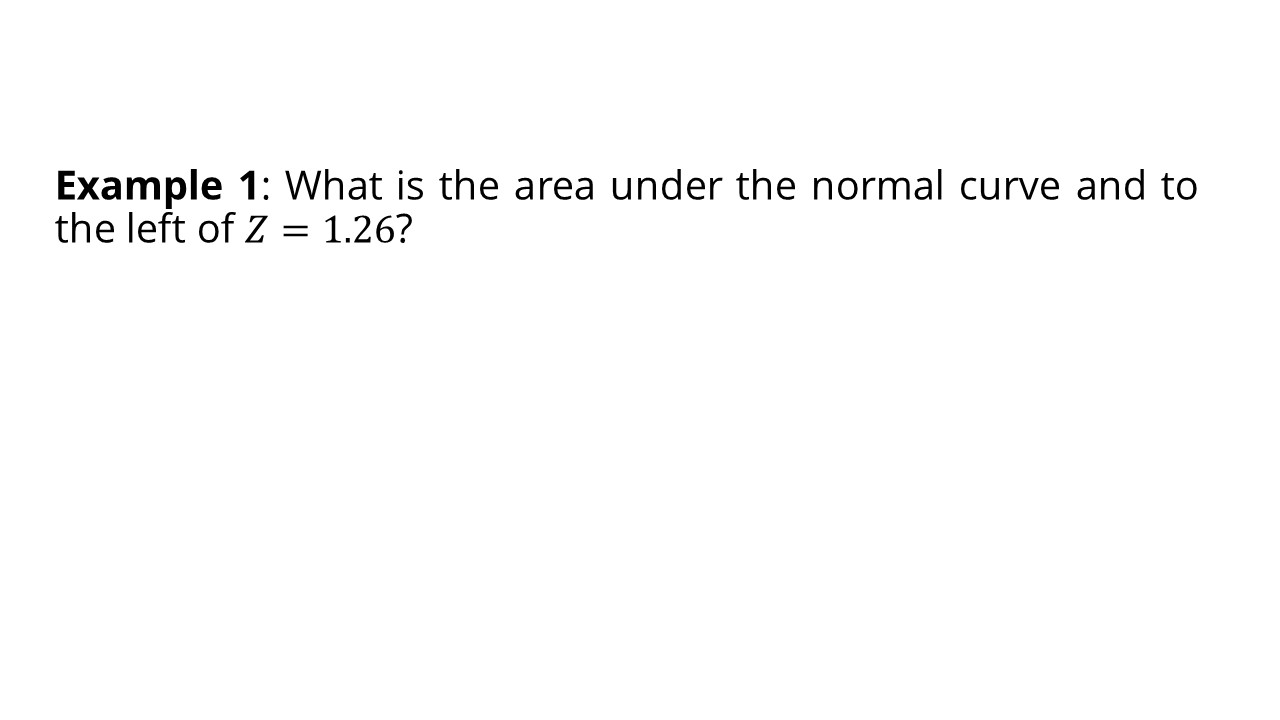 Example 1: What is the area under the normal curve and to
the left of Z = 1.26?